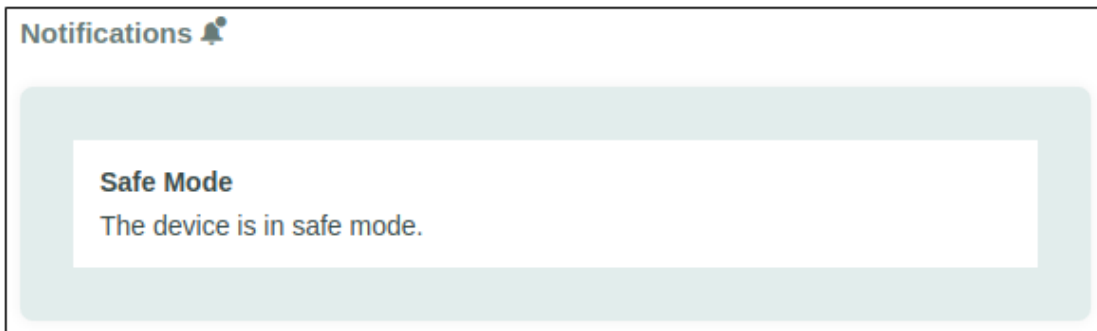 Notifications
Safe Mode
The device is in safe mode.